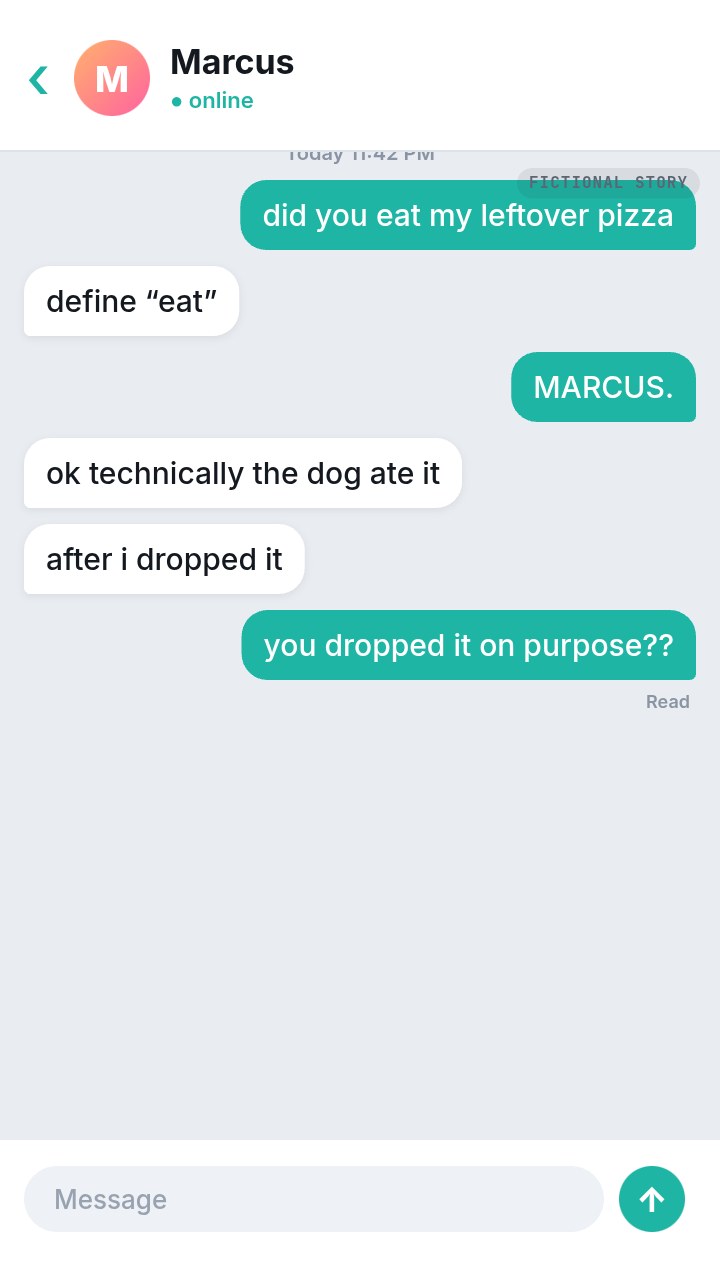 M
Marcus
● online
Today 11:42 PM
FICTIONAL STORY
did you eat my leftover pizza
define “eat”
MARCUS.
ok technically the dog ate it
after i dropped it
you dropped it on purpose??
Read
Message